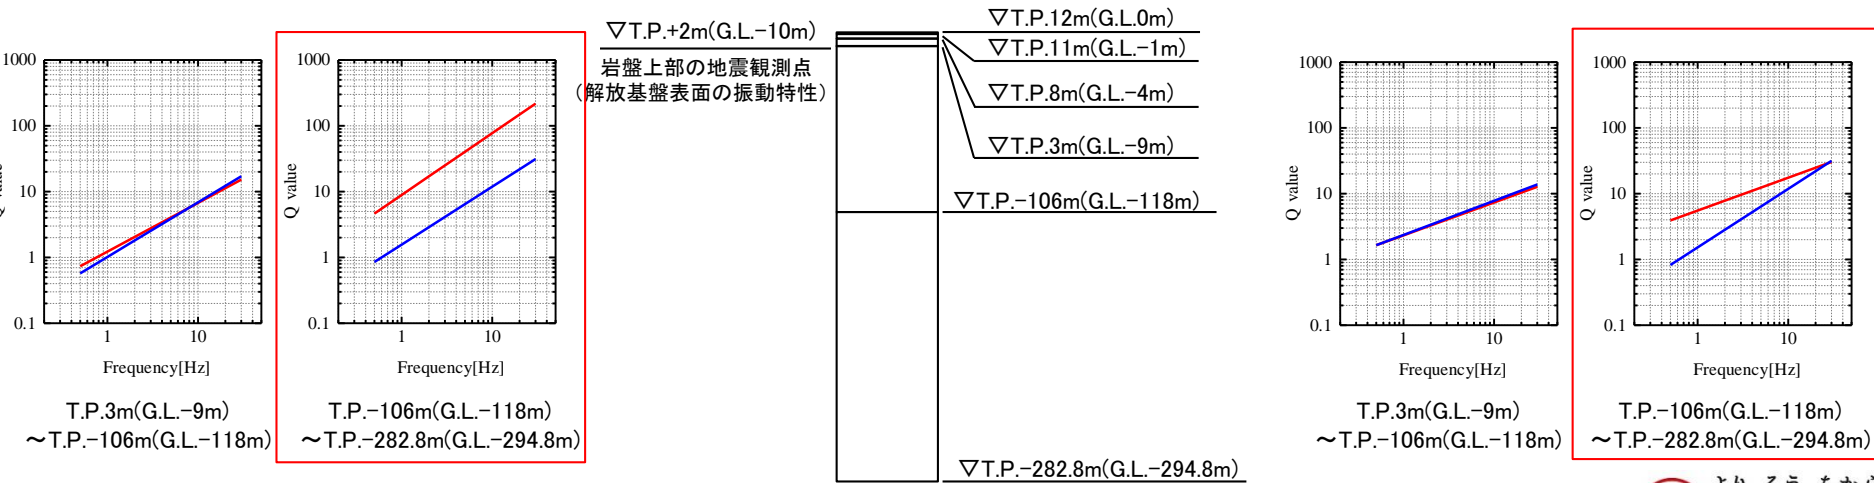 1000
100
10
1
0.1
Q value
1
10
Frequency[Hz]
T.P.3m(G.L.-9m)
~T.P.-106m(G.L.-118m)
1000
100
10
1
0.1
Q value
1
10
Frequency[Hz]
T.P.-106m(G.L.-118m)
~T.P.-282.8m(G.L.-294.8m)
▽T.P.+2m(G.L.-10m)
岩盤上部の地震観測点
(解放基盤表面の振動特性)
▽T.P.12m(G.L.0m)
▽T.P.11m(G.L.-1m)
▽T.P.8m(G.L.-4m)
▽T.P.3m(G.L.-9m)
▽T.P.-106m(G.L.-118m)
▽T.P.-282.8m(G.L.-294.8m)
1000
100
10
1
0.1
Q value
1
10
Frequency[Hz]
T.P.3m(G.L.-9m)
~T.P.-106m(G.L.-118m)
1000
100
10
1
0.1
Q value
1
10
Frequency[Hz]
T.P.-106m(G.L.-118m)
~T.P.-282.8m(G.L.-294.8m)